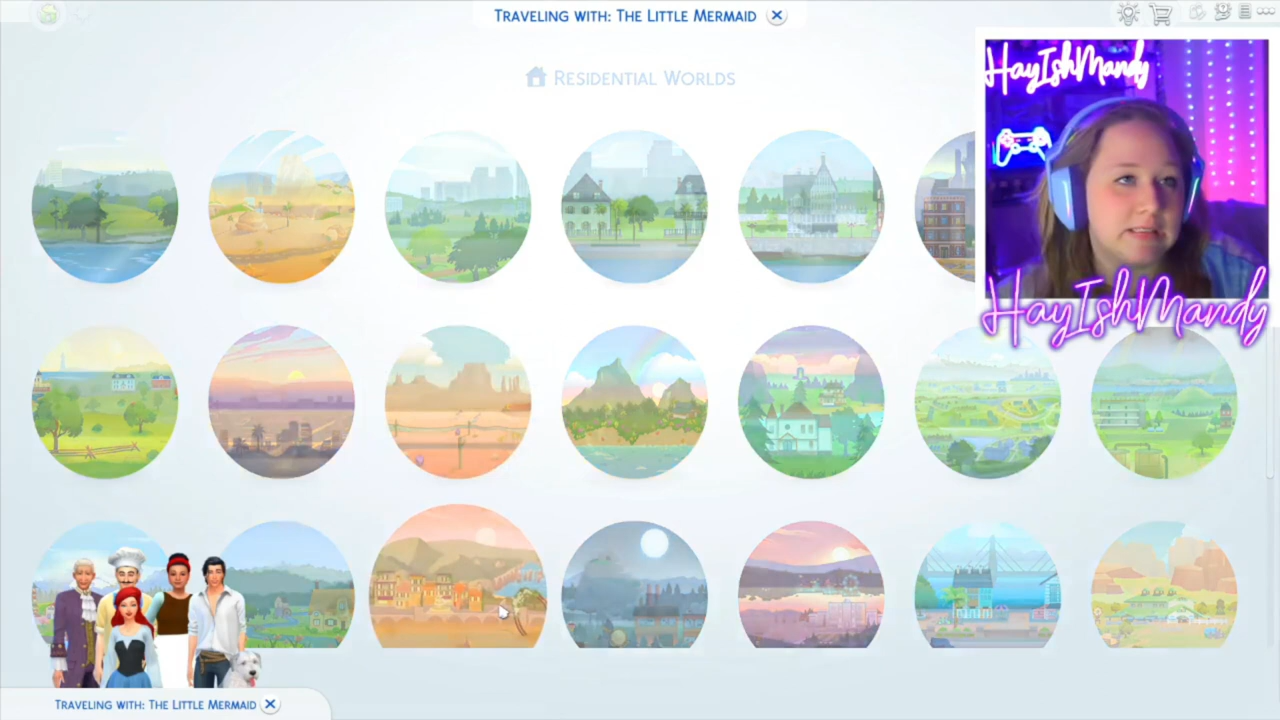 TRAVELING WITH: THE LITTLE MERMAID
RESIDENTIAL WORLDS
HayIshMandy
HayIshMandy
TRAVELING WITH: THE LITTLE MERMAID